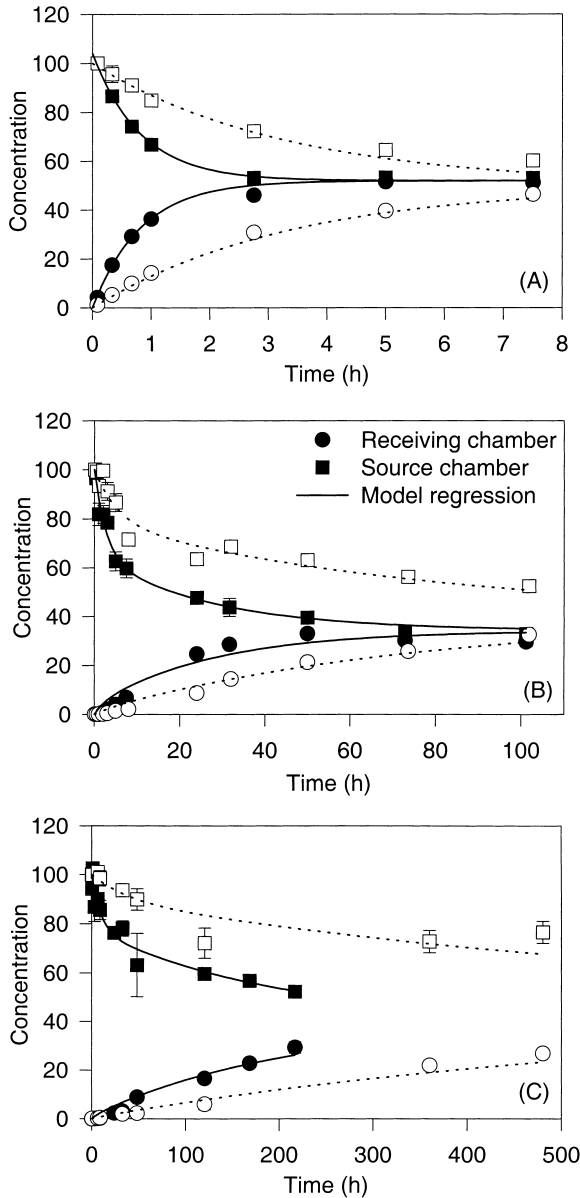 120
100
80
60
40
20
0
Concentration
(A)
0 1 2 3 4 5 6 7 8
Time (h)
120
100
80
60
40
20
0
Concentration
Receiving chamber
Source chamber
Model regression
(B)
0 20 40 60 80 100
Time (h)
120
100
80
60
40
20
0
Concentration
(C)
0 100 200 300 400 500
Time (h)